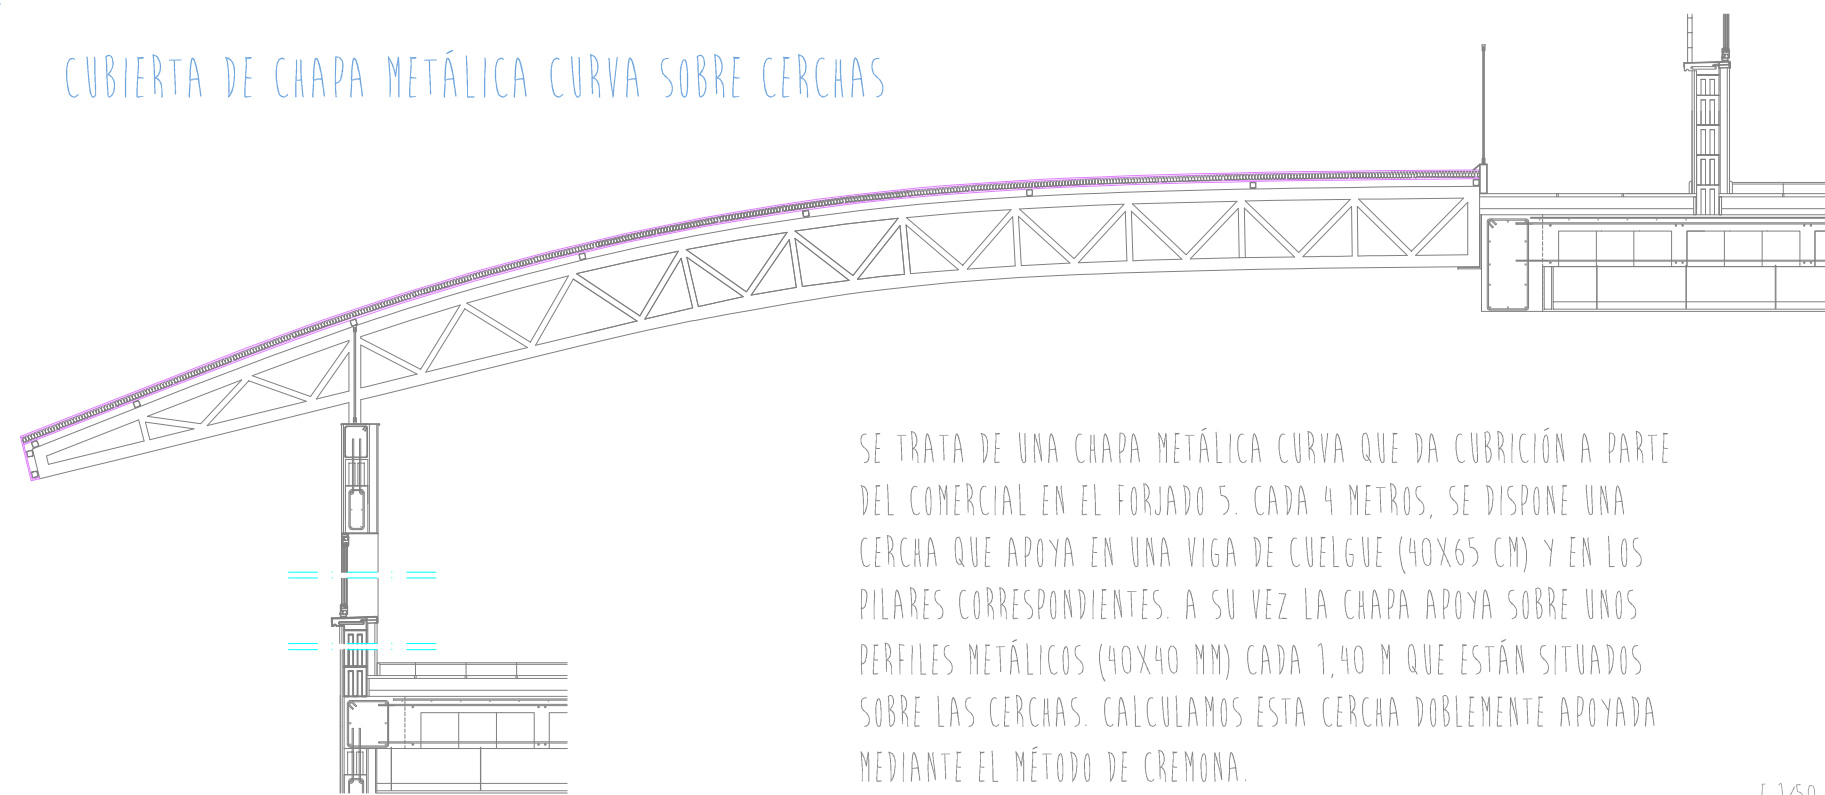 CUBIERTA DE CHAPA METÁLICA CURVA SOBRE CERCHAS
SE TRATA DE UNA CHAPA METÁLICA CURVA QUE DA CUBRICIÓN A PARTE
DEL COMERCIAL EN EL FORJADO 5. CADA 4 METROS, SE DISPONE UNA
CERCHA QUE APOYA EN UNA VIGA DE CUELGUE (40X65 CM) Y EN LOS
PILARES CORRESPONDIENTES. A SU VEZ LA CHAPA APOYA SOBRE UNOS
PERFILES METÁLICOS (40X40 MM) CADA 1,40 M QUE ESTÁN SITUADOS
SOBRE LAS CERCHAS. CALCULAMOS ESTA CERCHA DOBLEMENTE APOYADA
MEDIANTE EL MÉTODO DE CREMONA.